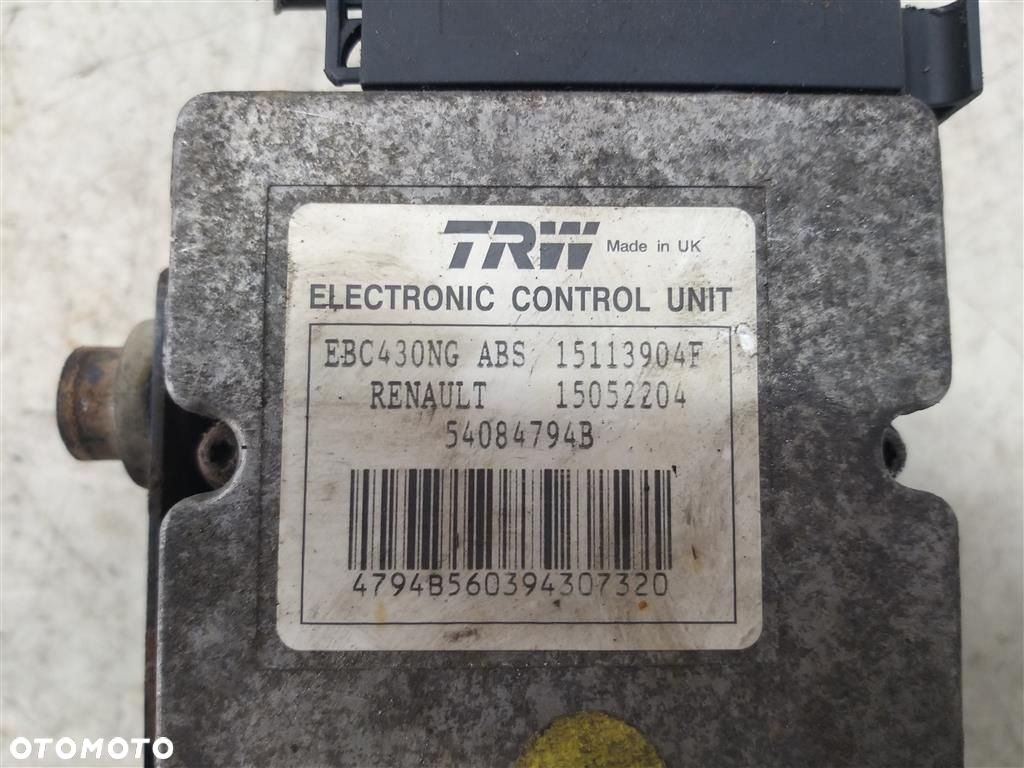 TRW Made in UK
ELECTRONIC CONTROL UNIT
EBC430NG ABS 15113904F
RENAULT 15052204
54084794B
4794B560394307320
OTOMOTO